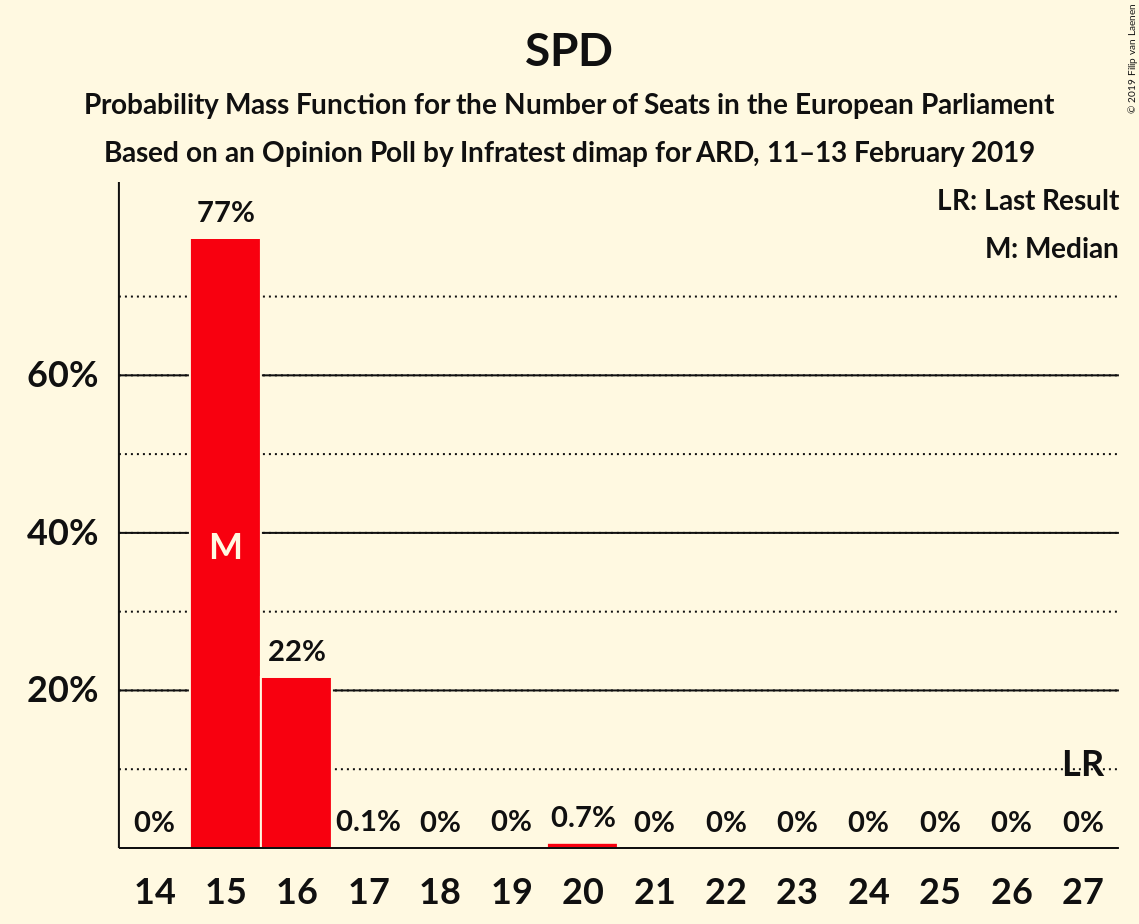 SPD
Probability Mass Function for the Number of Seats in the European Parliament
Based on an Opinion Poll by Infratest dimap for ARD, 11–13 February 2019
© 2019 Filip van Laenen
LR: Last Result
M: Median
77%
60%
40%
M
22%
20%
LR
0% 0.1% 0% 0% 0.7% 0% 0% 0% 0% 0% 0% 0%
14 15 16 17 18 19 20 21 22 23 24 25 26 27